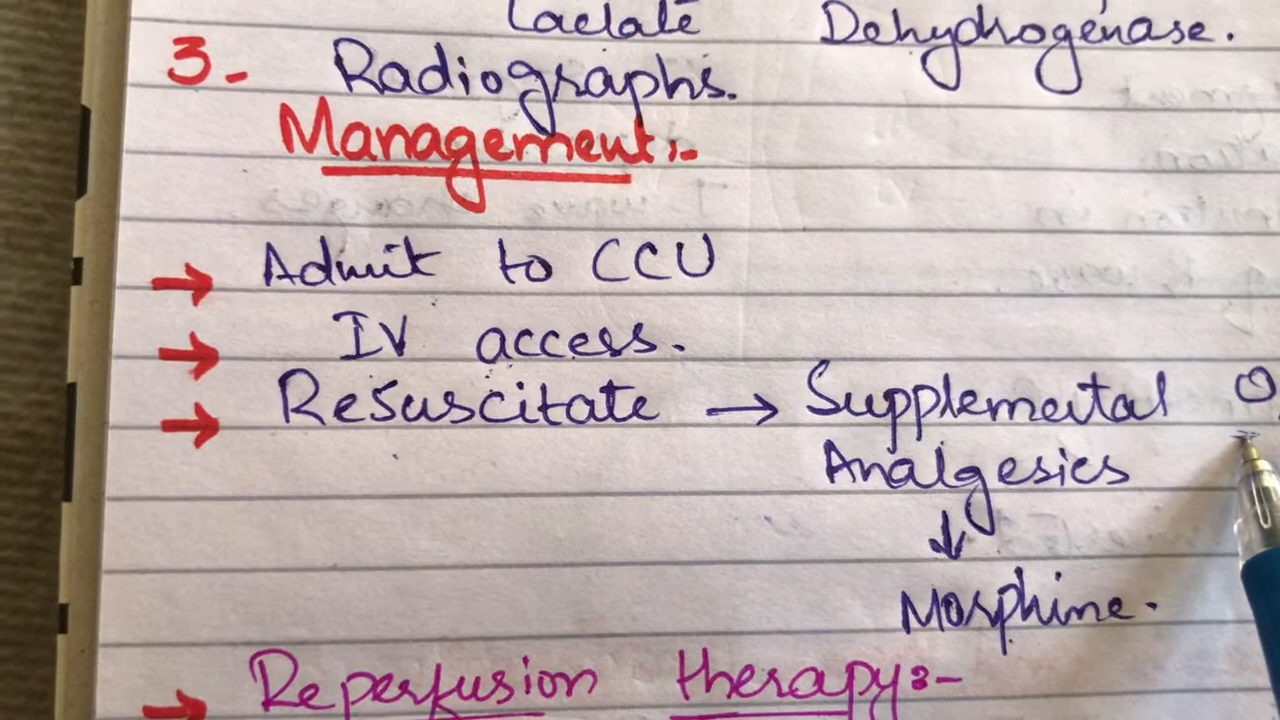 Lactate Dehydrogenase.
3- Radiographs.
Management:-
→ Admit to CCU
→ IV access.
→ Resuscitate → Supplemental O
Analgesics
↓
Morphine.
→ Reperfusion therapy:-